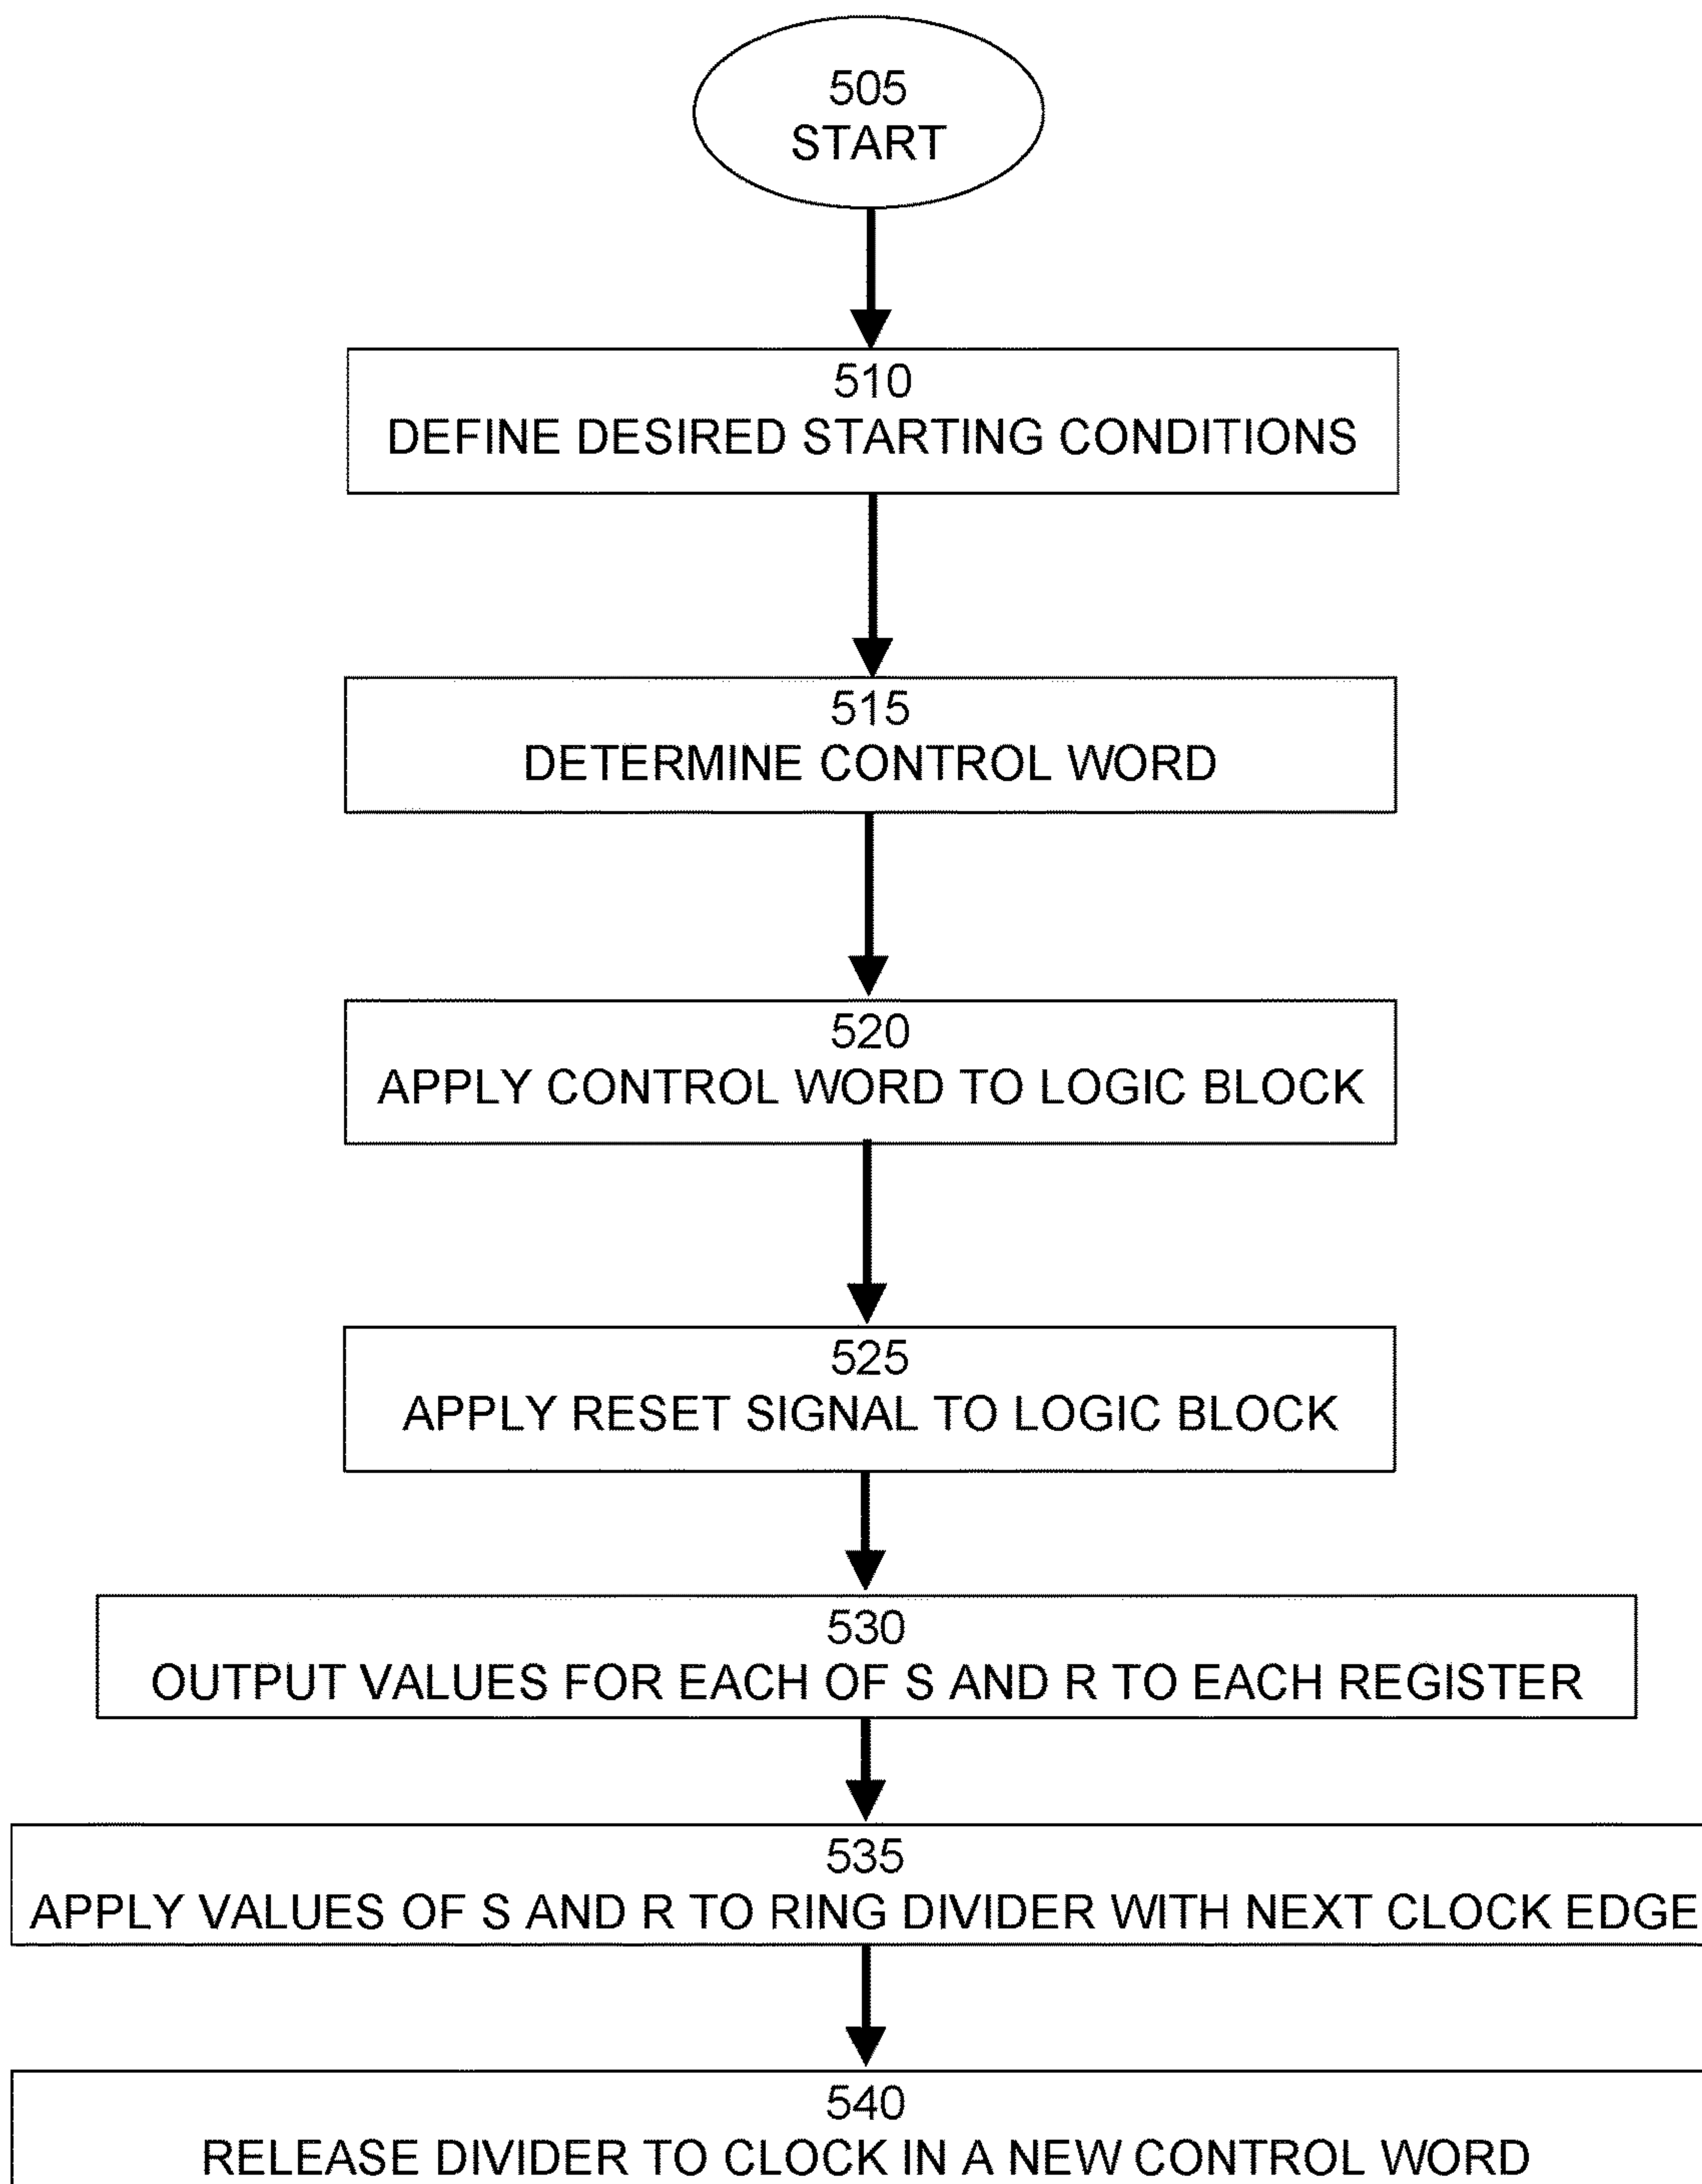 505
START
510
DEFINE DESIRED STARTING CONDITIONS
515
DETERMINE CONTROL WORD
520
APPLY CONTROL WORD TO LOGIC BLOCK
525
APPLY RESET SIGNAL TO LOGIC BLOCK
530
OUTPUT VALUES FOR EACH OF S AND R TO EACH REGISTER
535
APPLY VALUES OF S AND R TO RING DIVIDER WITH NEXT CLOCK EDGE
540
RELEASE DIVIDER TO CLOCK IN A NEW CONTROL WORD